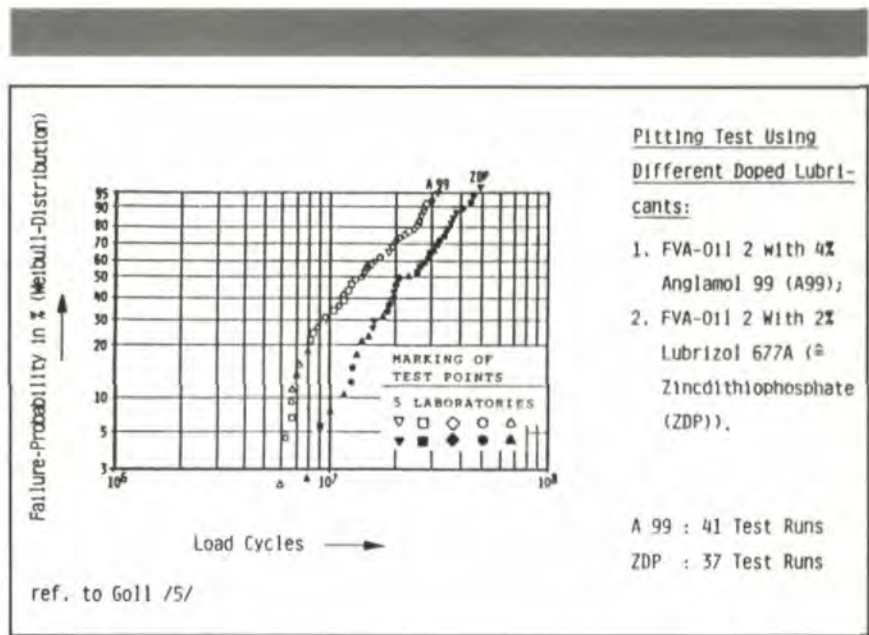 Failure-Probability in % (Weibull-Distribution)
A 99
ZDP
95
90
80
70
60
50
40
30
20
10
5
3
MARKING OF
TEST POINTS
5 LABORATORIES
10⁶
10⁷
10⁸
Load Cycles
ref. to Goll /5/
Pitting Test Using
Different Doped Lubri-
cants:
1. FVA-Oil 2 with 4%
Anglamol 99 (A99);
2. FVA-Oil 2 With 2%
Lubrizol 677A (≙
Zincdithiophosphate
(ZDP)).
A 99 : 41 Test Runs
ZDP : 37 Test Runs